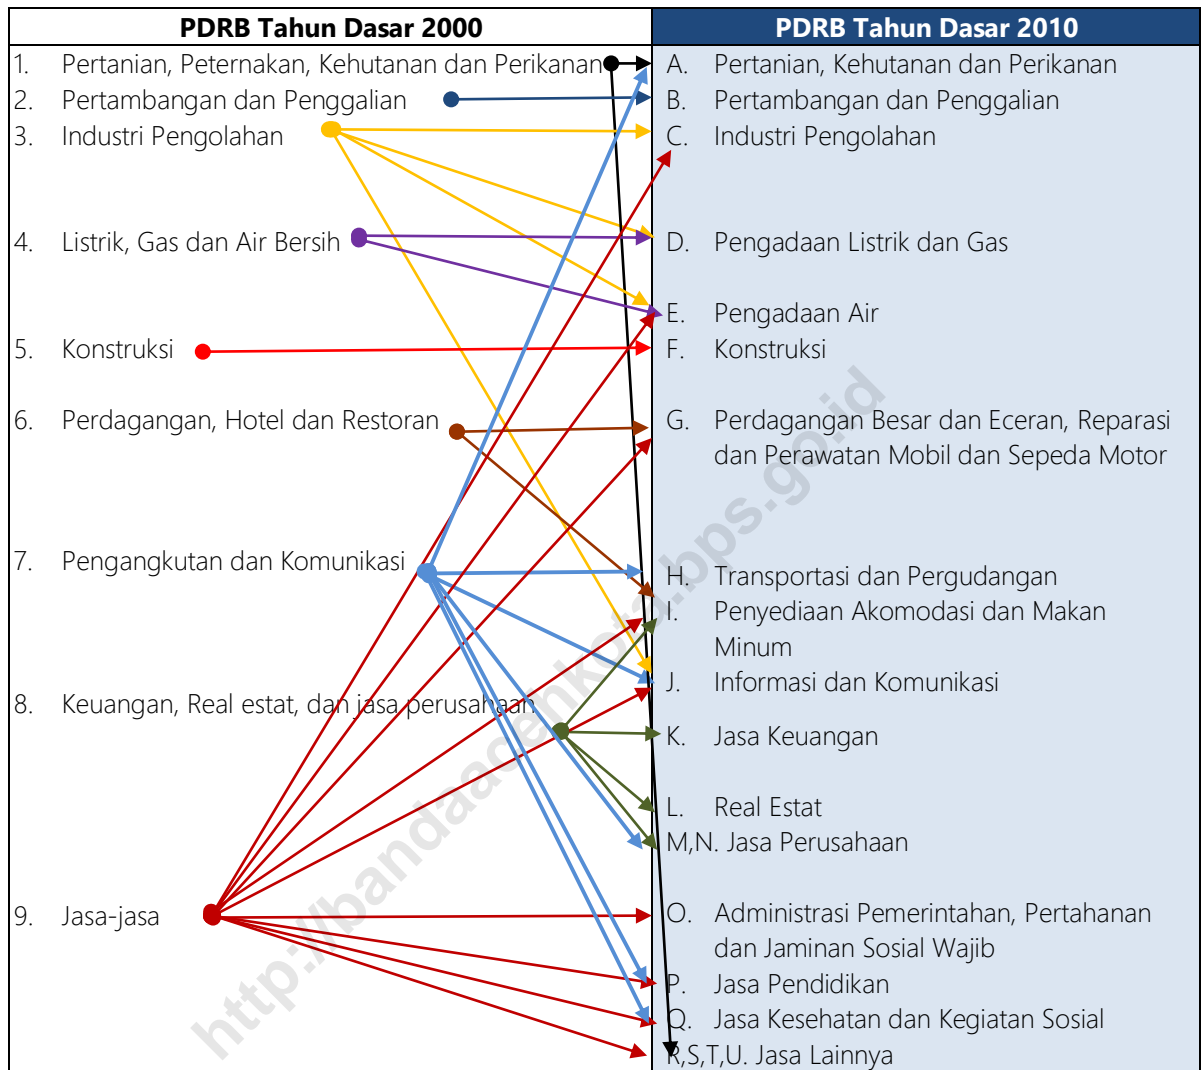 PDRB Tahun Dasar 2000
PDRB Tahun Dasar 2010
1. Pertanian, Peternakan, Kehutanan dan Perikanan
2. Pertambangan dan Penggalian
3. Industri Pengolahan
4. Listrik, Gas dan Air Bersih
5. Konstruksi
6. Perdagangan, Hotel dan Restoran
7. Pengangkutan dan Komunikasi
8. Keuangan, Real estat, dan jasa perusahaan
9. Jasa-jasa
A. Pertanian, Kehutanan dan Perikanan
B. Pertambangan dan Penggalian
C. Industri Pengolahan
D. Pengadaan Listrik dan Gas
E. Pengadaan Air
F. Konstruksi
G. Perdagangan Besar dan Eceran, Reparasi
dan Perawatan Mobil dan Sepeda Motor
H. Transportasi dan Pergudangan
I. Penyediaan Akomodasi dan Makan
Minum
J. Informasi dan Komunikasi
K. Jasa Keuangan
L. Real Estat
M,N. Jasa Perusahaan
O. Administrasi Pemerintahan, Pertahanan
dan Jaminan Sosial Wajib
P. Jasa Pendidikan
Q. Jasa Kesehatan dan Kegiatan Sosial
R,S,T,U. Jasa Lainnya
http://bandaacehkota.bps.go.id